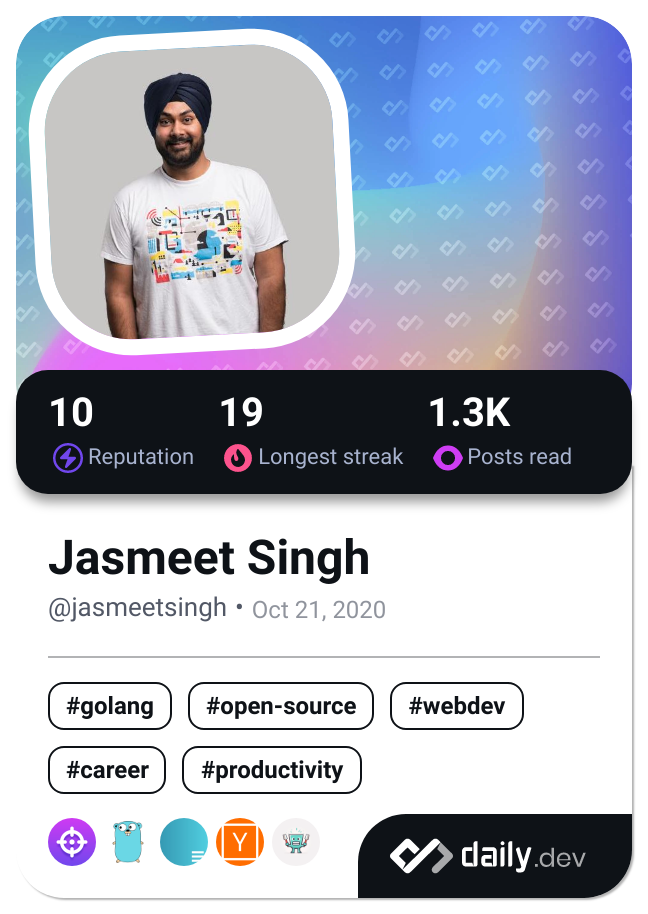 10 19 1.3K
Reputation Longest streak Posts read
Jasmeet Singh
@jasmeetsingh • Oct 21, 2020
#golang #open-source #webdev
#career #productivity
Y
daily.dev